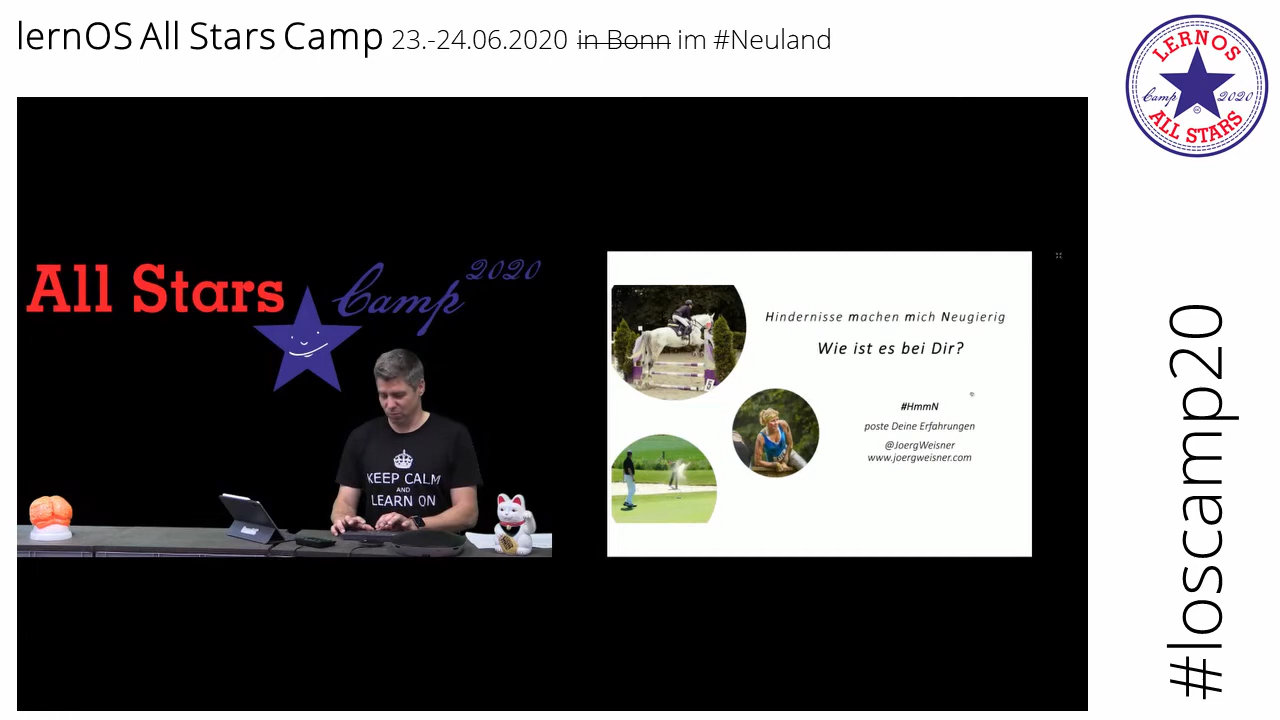 lernOS All Stars Camp 23.-24.06.2020 in Bonn im #Neuland
LERNOS
Camp 2020
ALL STARS
All Stars Camp 2020
KEEP CALM
AND
LEARN ON
Hindernisse machen mich Neugierig
Wie ist es bei Dir?
#HmmN
poste Deine Erfahrungen
@JoergWeisner
www.joergweisner.com
5
#loscamp20